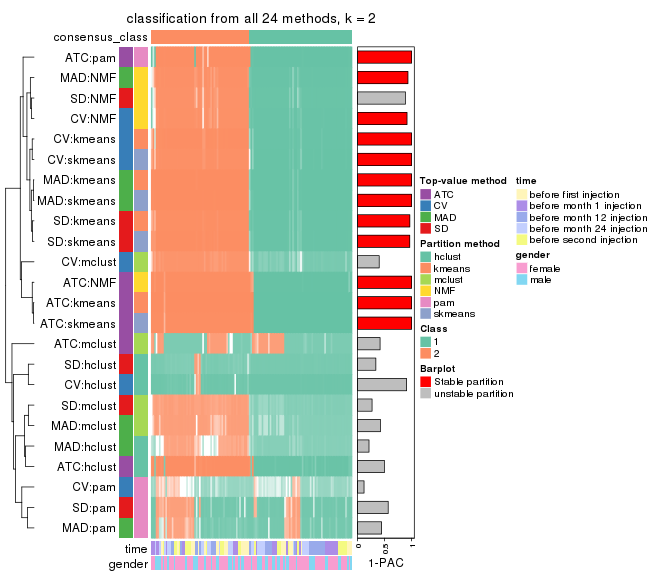 classification from all 24 methods, k = 2
consensus_class
ATC:pam
MAD:NMF
SD:NMF
CV:NMF
CV:kmeans
CV:skmeans
MAD:kmeans
MAD:skmeans
SD:kmeans
SD:skmeans
CV:mclust
ATC:NMF
ATC:kmeans
ATC:skmeans
ATC:mclust
SD:hclust
CV:hclust
SD:mclust
MAD:mclust
MAD:hclust
ATC:hclust
CV:pam
SD:pam
MAD:pam
time
gender
0
0.5
1
1-PAC
Top-value method
ATC
CV
MAD
SD
Partition method
hclust
kmeans
mclust
NMF
pam
skmeans
Class
1
2
Barplot
Stable partition
unstable partition
time
before first injection
before month 1 injection
before month 12 injection
before month 24 injection
before second injection
gender
female
male